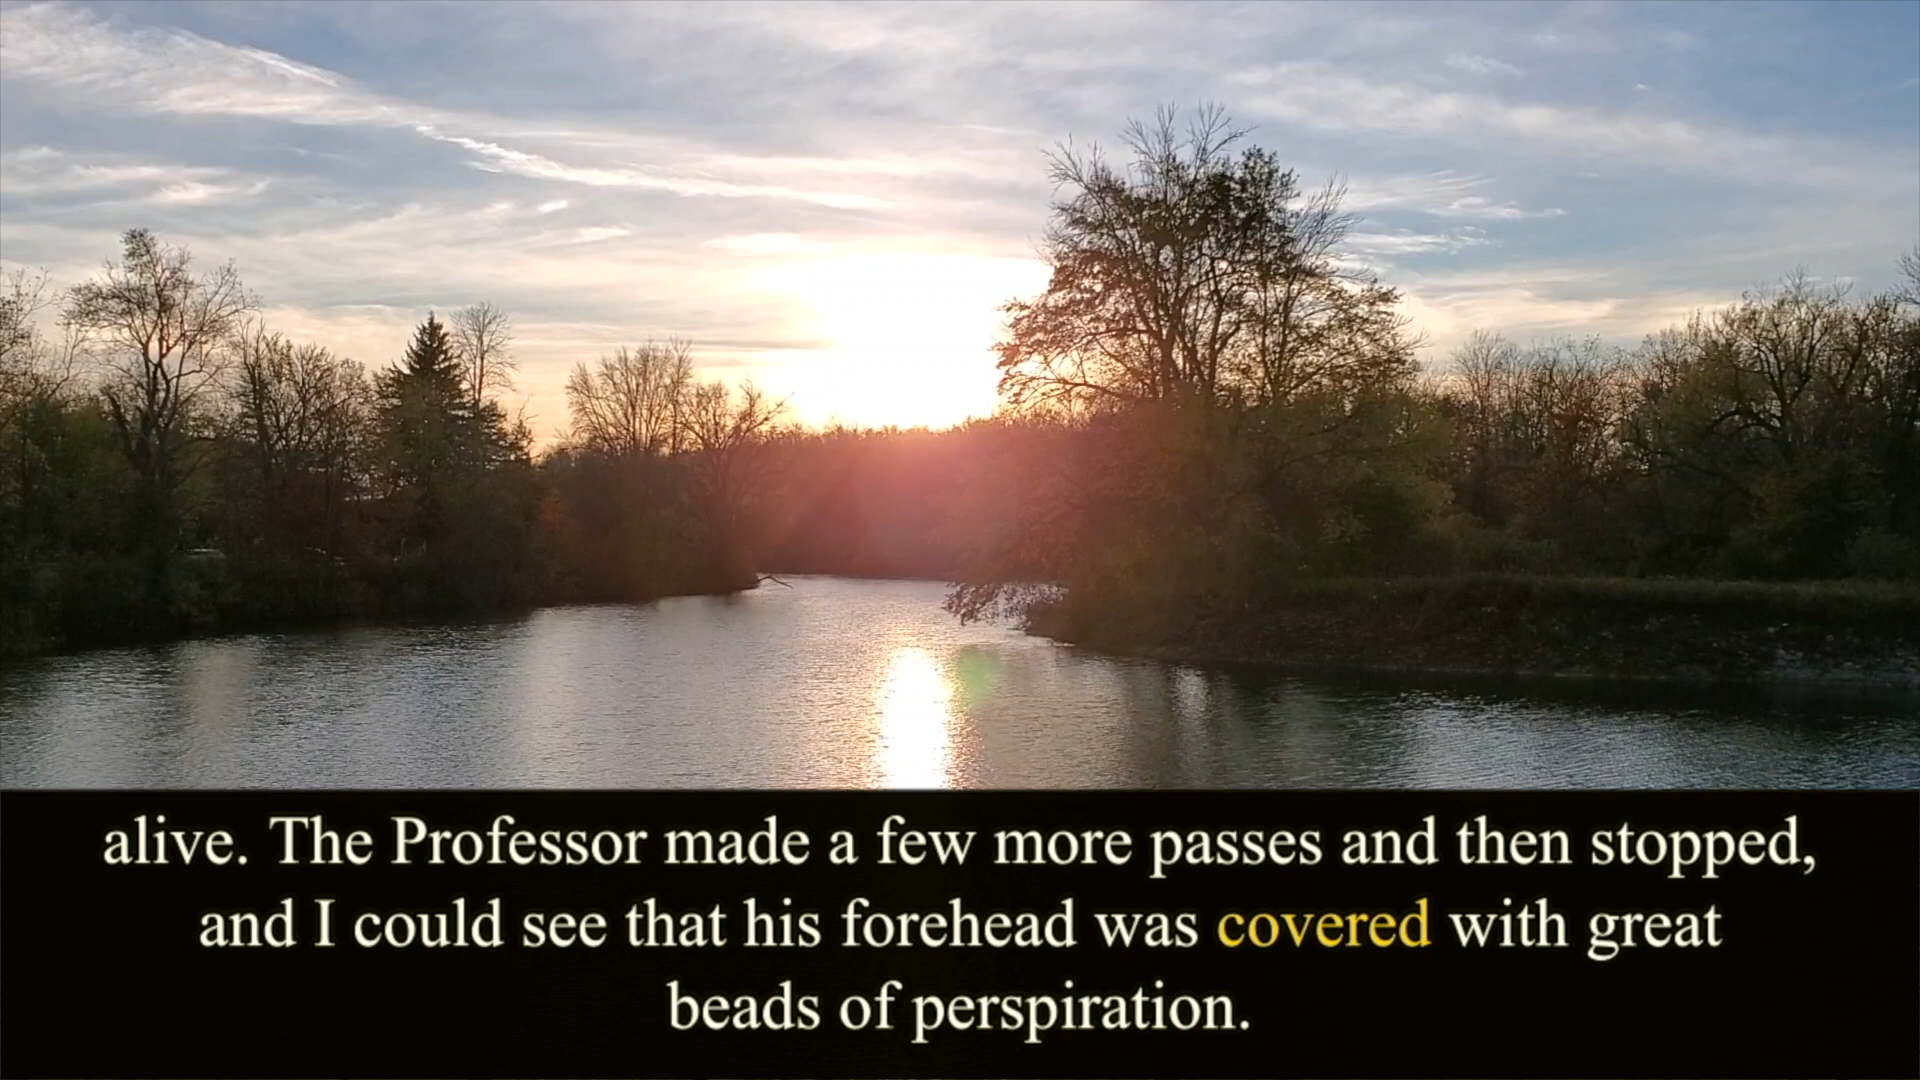 alive. The Professor made a few more passes and then stopped,
and I could see that his forehead was covered with great
beads of perspiration.